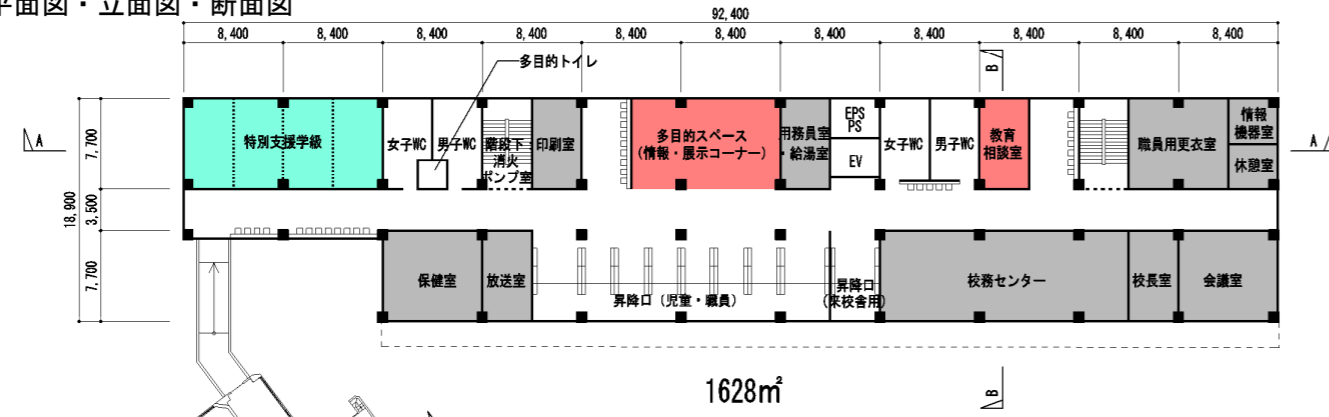 平面図・立面図・断面図
92,400
8,400 8,400 8,400 8,400 8,400 8,400 8,400 8,400 8,400 8,400 8,400
多目的トイレ
B
A
A
18,900
7,700
3,500
7,700
特別支援学級
女子WC
男子WC
階段下・
消火
ポンプ室
印刷室
多目的スペース
(情報・展示コーナー)
用務員室
・給湯室
EPS
PS
EV
女子WC
男子WC
教育
相談室
職員用更衣室
情報
機器室
休憩室
保健室
放送室
昇降口(児童・職員)
昇降口
(来校舎用)
校務センター
校長室
会議室
1628㎡
B